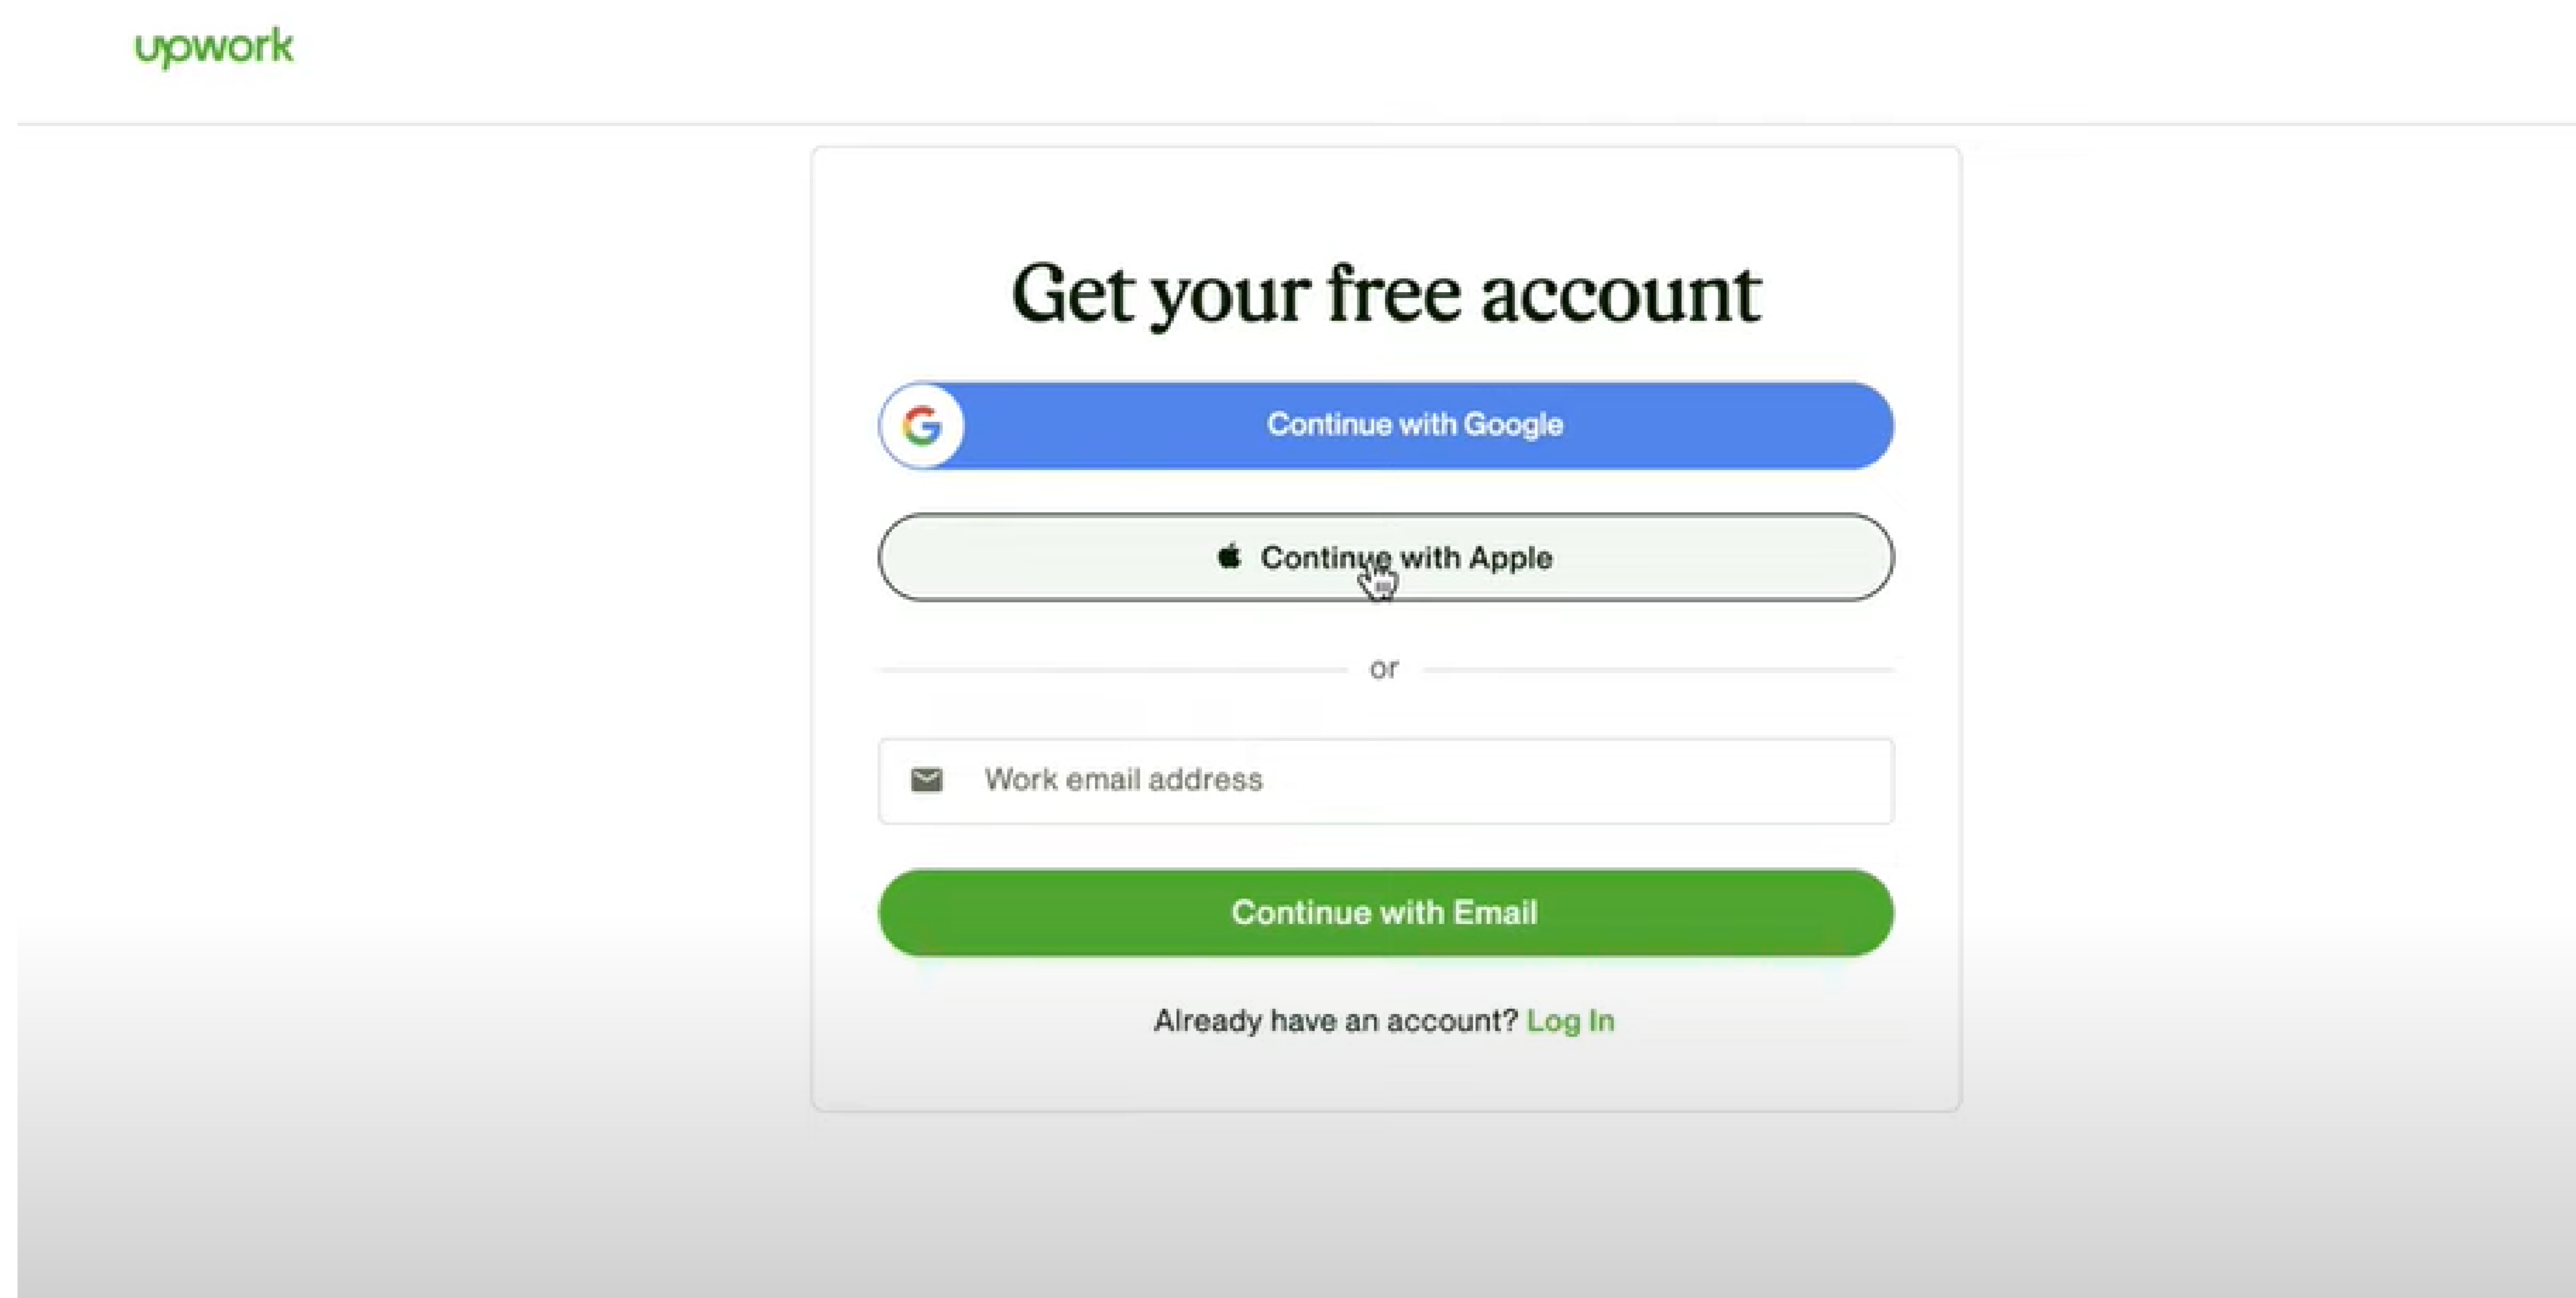 upwork
Get your free account
Continue with Google
Continue with Apple
or
Work email address
Continue with Email
Already have an account? Log In